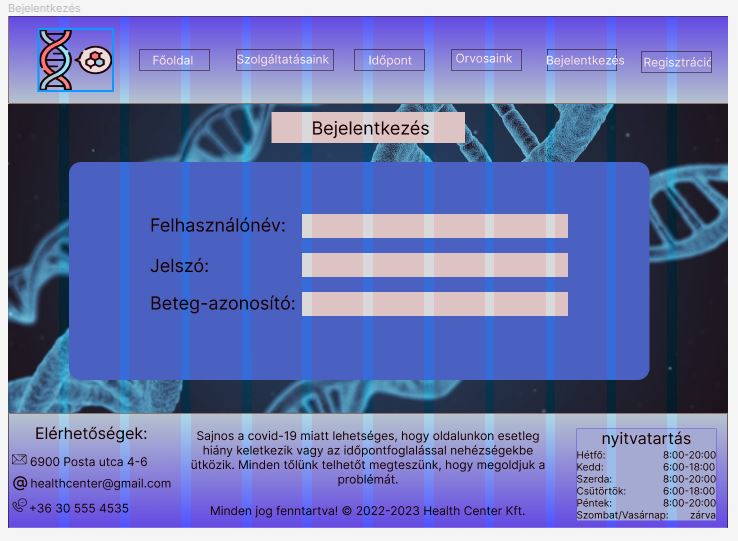 Bejelentkezés
Főoldal
Szolgáltatásaink
Időpont
Orvosaink
Bejelentkezés
Regisztráció
Bejelentkezés
Felhasználónév:
Jelszó:
Beteg-azonosító:
Elérhetőségek:
6900 Posta utca 4-6
healthcenter@gmail.com
+36 30 555 4535
Sajnos a covid-19 miatt lehetséges, hogy oldalunkon esetleg
hiány keletkezik vagy az időpontfoglalással nehézségekbe
ütközik. Minden tőlünk telhetőt megteszünk, hogy megoldjuk a
problémát.
Minden jog fenntartva! © 2022-2023 Health Center Kft.
nyitvatartás
Hétfő: 8:00-20:00
Kedd: 6:00-18:00
Szerda: 8:00-20:00
Csütörtök: 6:00-18:00
Péntek: 8:00-20:00
Szombat/Vasárnap: zárva